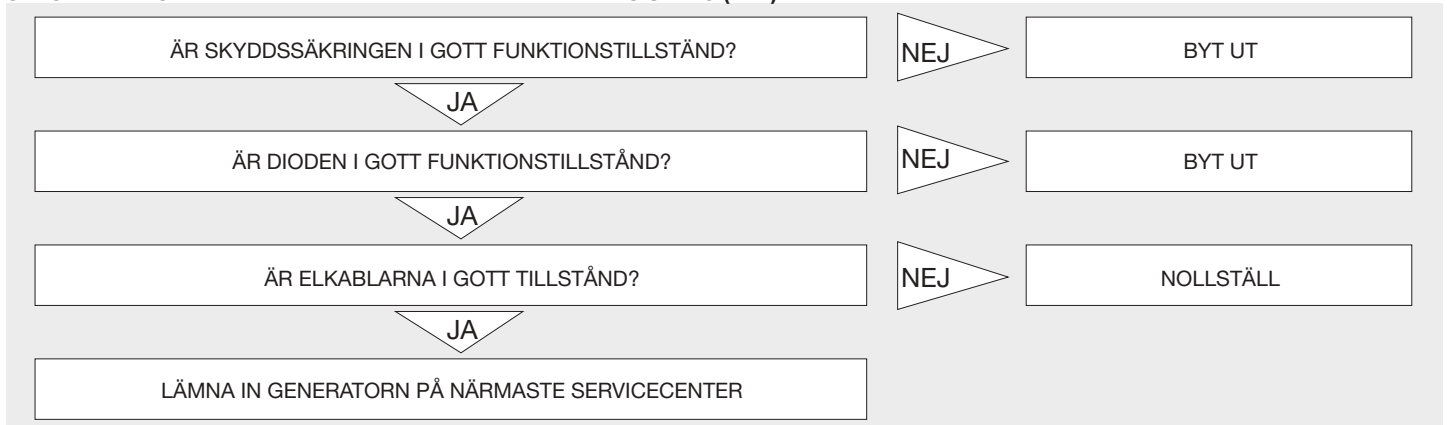 ÄR SKYDDSSÄKRINGEN I GOTT FUNKTIONSTILLSTÄND?
NEJ
BYT UT
JA
ÄR DIODEN I GOTT FUNKTIONSTILLSTÅND?
NEJ
BYT UT
JA
ÄR ELKABLARNA I GOTT TILLSTÅND?
NEJ
NOLLSTÄLL
JA
LÄMNA IN GENERATORN PÅ NÄRMASTE SERVICECENTER